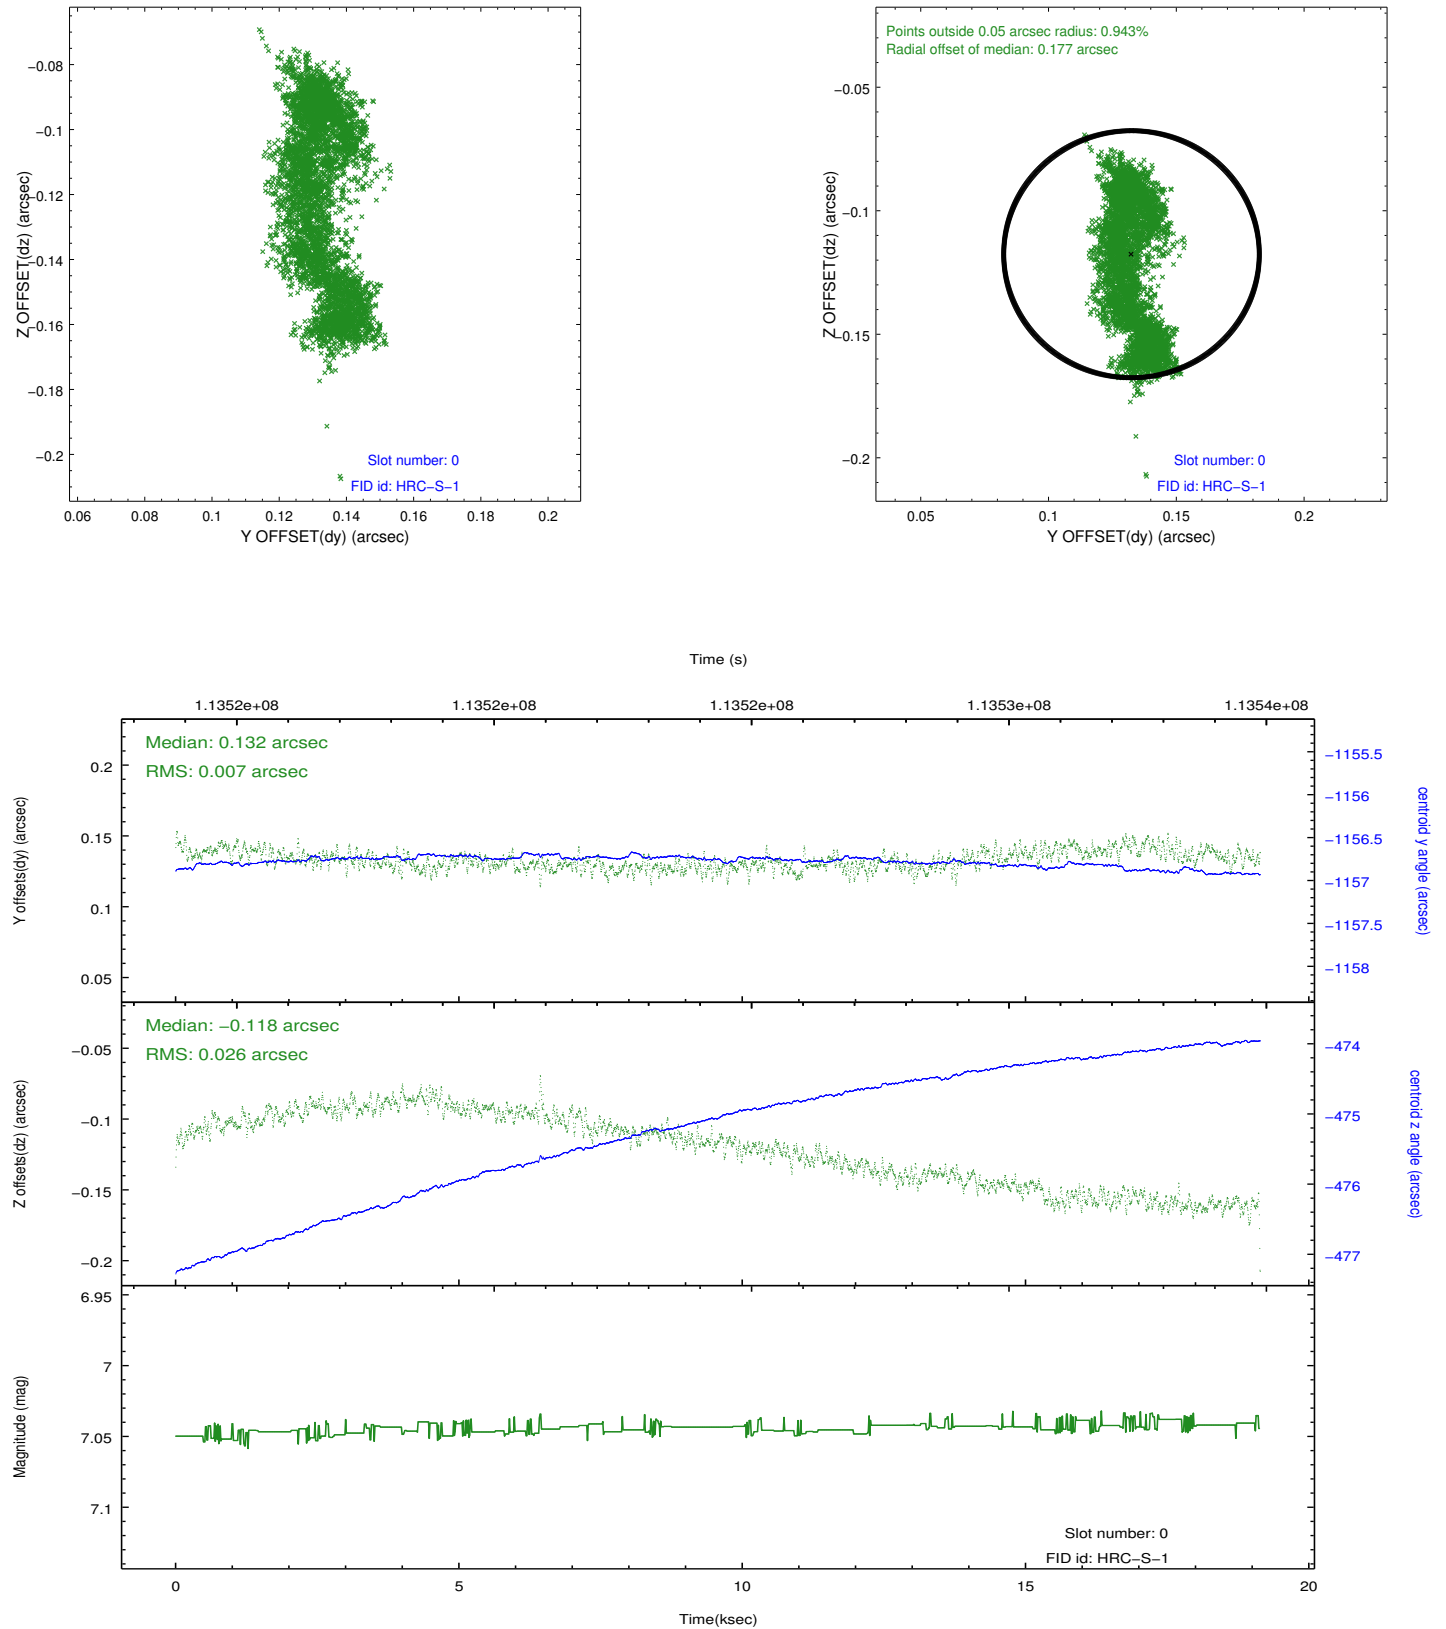 −0.08
−0.1
−0.12
−0.14
−0.16
−0.18
−0.2
Z OFFSET(dz) (arcsec)
Slot number: 0
FID id: HRC−S−1
0.06 0.08 0.1 0.12 0.14 0.16 0.18 0.2
Y OFFSET(dy) (arcsec)
Points outside 0.05 arcsec radius: 0.943%
Radial offset of median: 0.177 arcsec
−0.05
−0.1
−0.15
−0.2
Z OFFSET(dz) (arcsec)
Slot number: 0
FID id: HRC−S−1
0.05 0.1 0.15 0.2
Y OFFSET(dy) (arcsec)
Time (s)
1.1352e+08 1.1352e+08 1.1352e+08 1.1353e+08 1.1354e+08
Median: 0.132 arcsec
RMS: 0.007 arcsec
0.2
0.15
0.1
0.05
Y offsets(dy) (arcsec)
−1155.5
−1156
−1156.5
−1157
−1157.5
−1158
centroid y angle (arcsec)
Median: −0.118 arcsec
RMS: 0.026 arcsec
−0.05
−0.1
−0.15
−0.2
Z offsets(dz) (arcsec)
−474
−475
−476
−477
centroid z angle (arcsec)
6.95
7
7.05
7.1
Magnitude (mag)
Slot number: 0
FID id: HRC−S−1
0 5 10 15 20
Time(ksec)